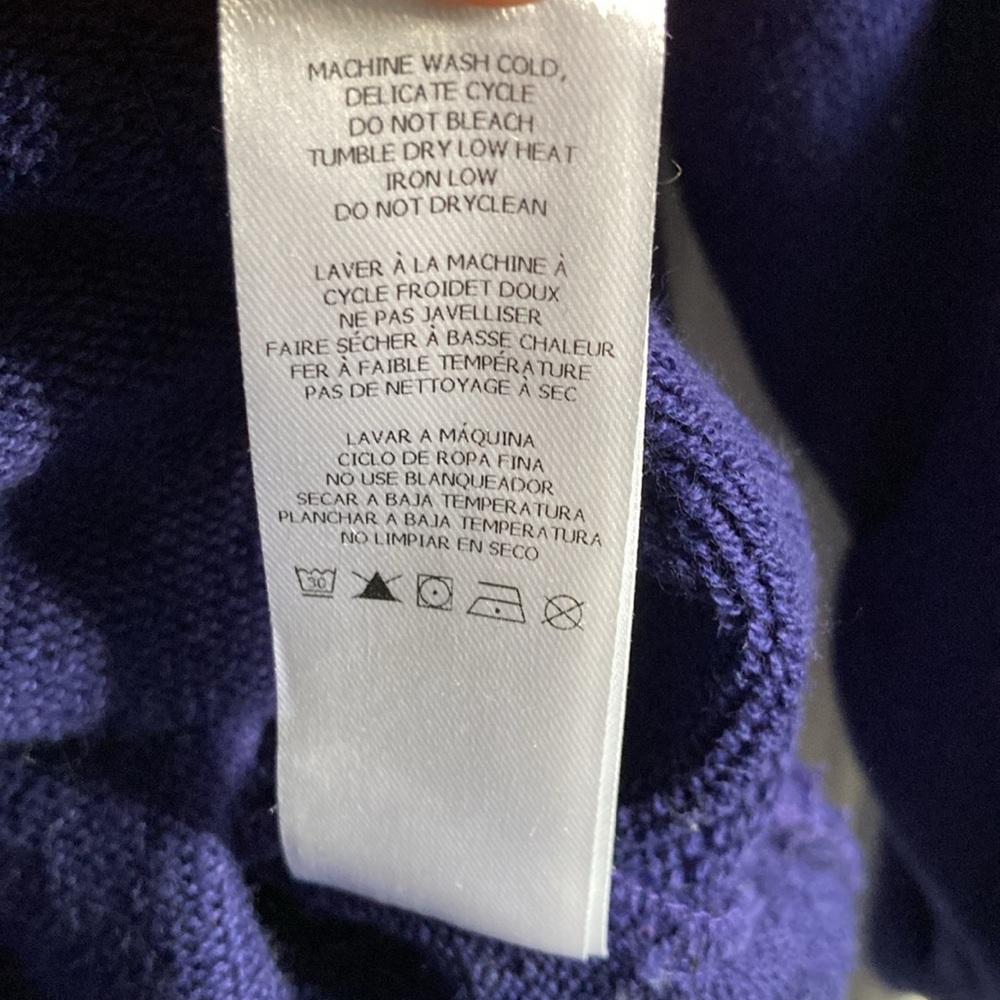 MACHINE WASH COLD,
DELICATE CYCLE
DO NOT BLEACH
TUMBLE DRY LOW HEAT
IRON LOW
DO NOT DRYCLEAN
LAVER À LA MACHINE À
CYCLE FROIDET DOUX
NE PAS JAVELLISER
FAIRE SÉCHER À BASSE CHALEUR
FER À FAIBLE TEMPÉRATURE
PAS DE NETTOYAGE À SEC
LAVAR A MÁQUINA
CICLO DE ROPA FINA
NO USE BLANQUEADOR
SECAR A BAJA TEMPERATURA
PLANCHAR A BAJA TEMPERATURA
NO LIMPIAR EN SECO
30